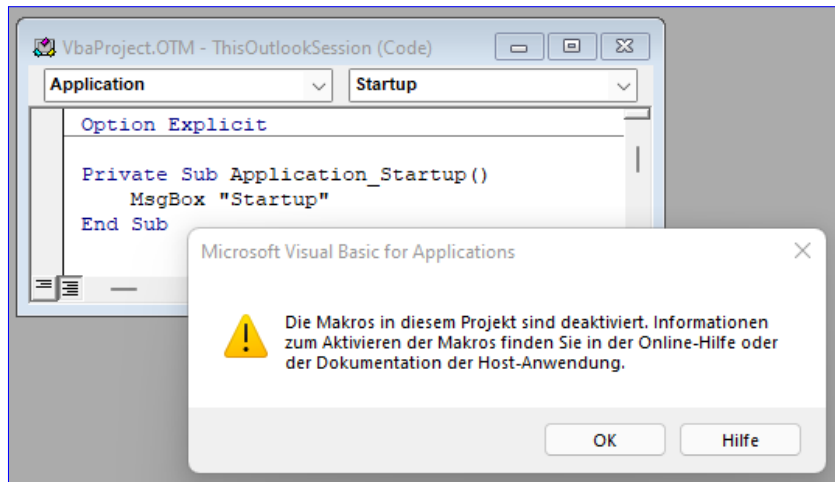 VbaProject.OTM - ThisOutlookSession (Code)
Application
Startup
Option Explicit
Private Sub Application_Startup()
MsgBox "Startup"
End Sub
Microsoft Visual Basic for Applications
Die Makros in diesem Projekt sind deaktiviert. Informationen
zum Aktivieren der Makros finden Sie in der Online-Hilfe oder
der Dokumentation der Host-Anwendung.
OK
Hilfe